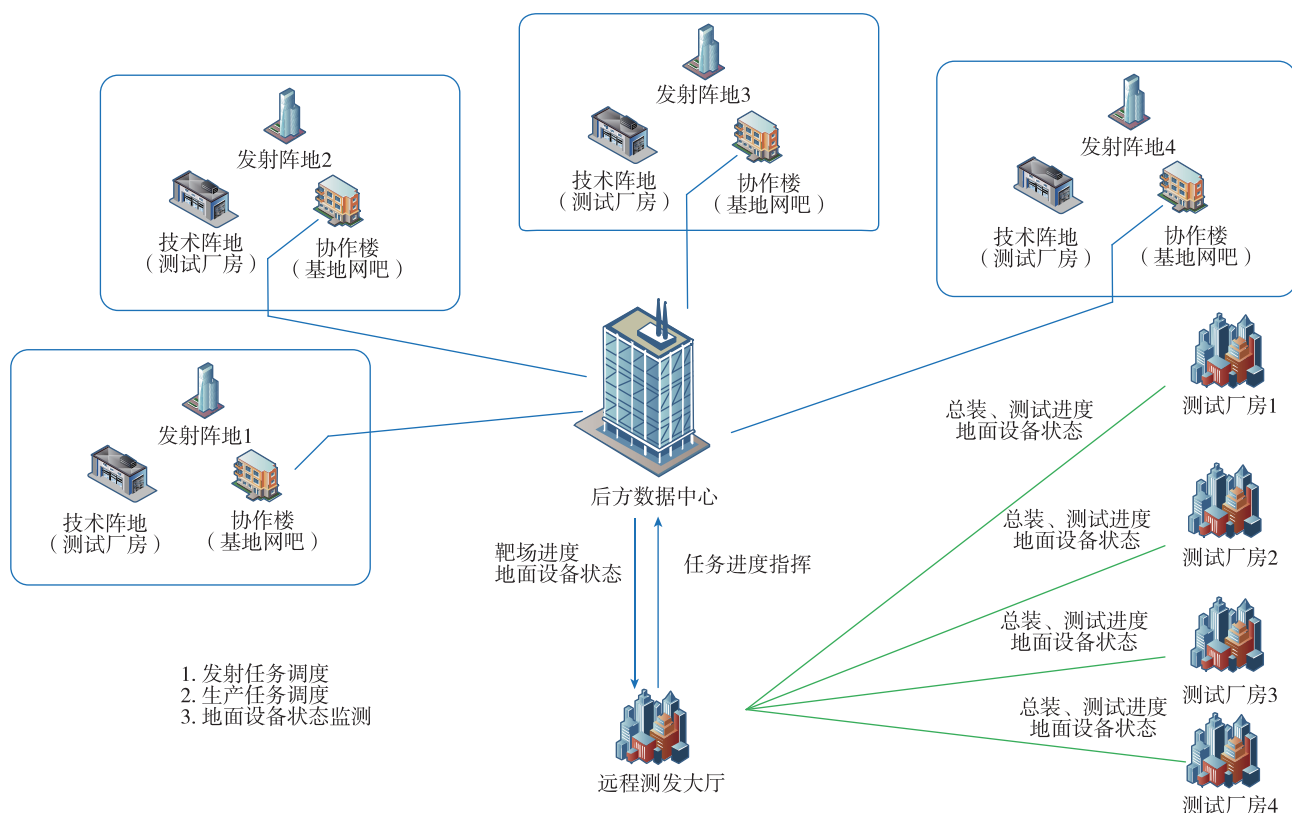 发射阵地3
技术阵地
（测试厂房）
协作楼
（基地网吧）
发射阵地2
技术阵地
（测试厂房）
协作楼
（基地网吧）
发射阵地4
技术阵地
（测试厂房）
协作楼
（基地网吧）
发射阵地1
技术阵地
（测试厂房）
协作楼
（基地网吧）
后方数据中心
靶场进度
地面设备状态
任务进度指挥
总装、测试进度
地面设备状态
测试厂房1
总装、测试进度
地面设备状态
测试厂房2
总装、测试进度
地面设备状态
测试厂房3
总装、测试进度
地面设备状态
测试厂房4
1. 发射任务调度
2. 生产任务调度
3. 地面设备状态监测
远程测发大厅